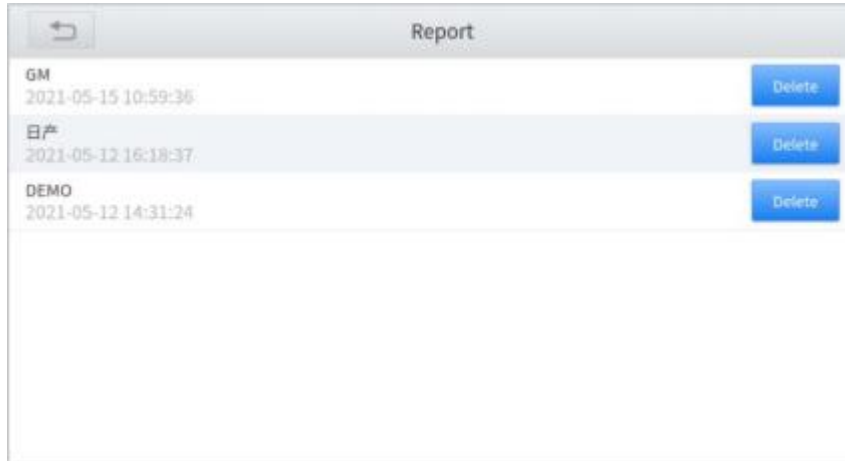 Report
GM
2021-05-15 10:59:36
Delete
日产
2021-05-12 16:18:37
Delete
DEMO
2021-05-12 14:31:24
Delete